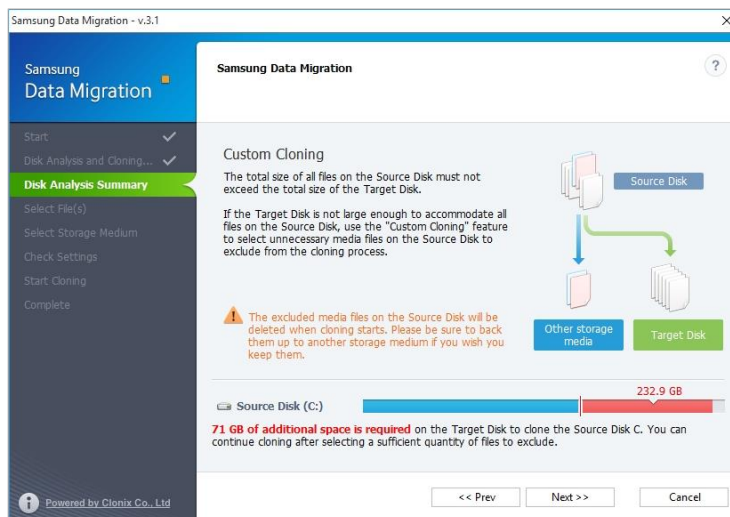 Samsung Data Migration - v.3.1
Samsung
Data Migration
Start
Disk Analysis and Cloning...
Disk Analysis Summary
Select File(s)
Select Storage Medium
Check Settings
Start Cloning
Complete
Powered by Clonix Co., Ltd
Samsung Data Migration
?
Custom Cloning
The total size of all files on the Source Disk must not
exceed the total size of the Target Disk.
If the Target Disk is not large enough to accommodate all
files on the Source Disk, use the "Custom Cloning" feature
to select unnecessary media files on the Source Disk to
exclude from the cloning process.
The excluded media files on the Source Disk will be
deleted when cloning starts. Please be sure to back
them up to another storage medium if you wish you
keep them.
Source Disk
Other storage
media
Target Disk
232.9 GB
Source Disk (C:)
71 GB of additional space is required on the Target Disk to clone the Source Disk C. You can
continue cloning after selecting a sufficient quantity of files to exclude.
<< Prev
Next >>
Cancel